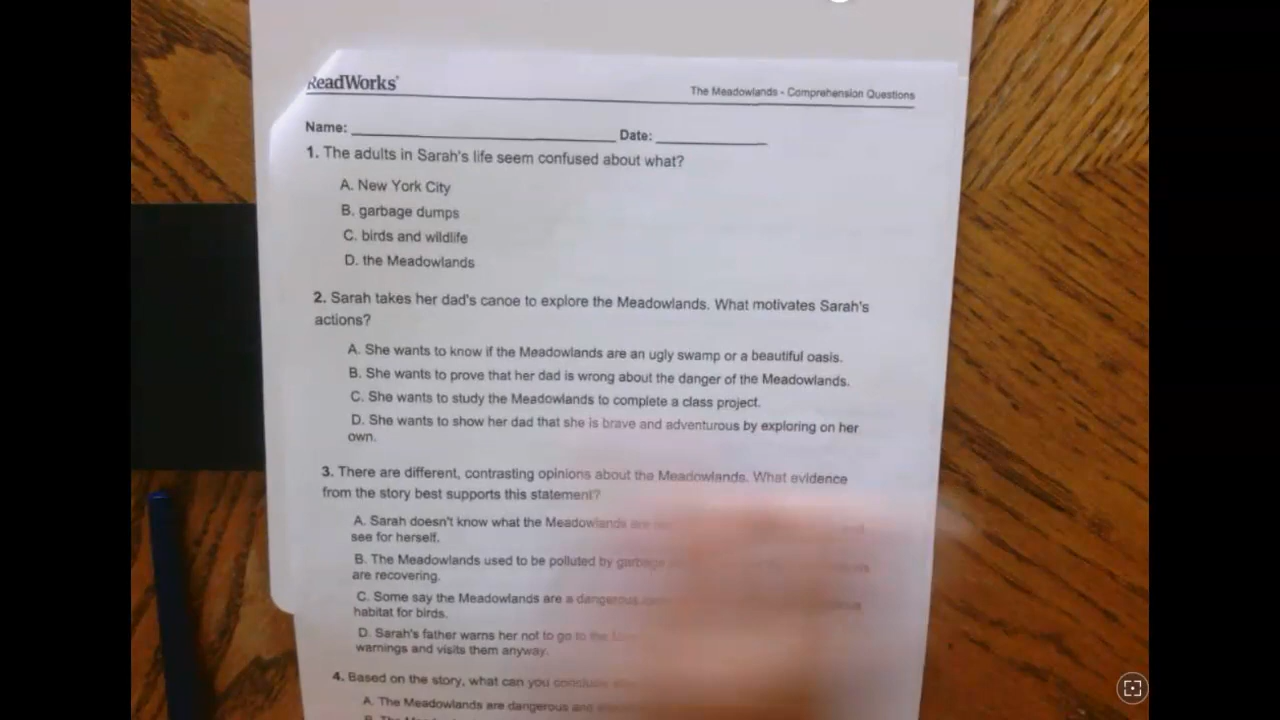 ReadWorks®
The Meadowlands - Comprehension Questions
Name: Date:
1. The adults in Sarah's life seem confused about what?
A. New York City
B. garbage dumps
C. birds and wildlife
D. the Meadowlands
2. Sarah takes her dad's canoe to explore the Meadowlands. What motivates Sarah's
actions?
A. She wants to know if the Meadowlands are an ugly swamp or a beautiful oasis.
B. She wants to prove that her dad is wrong about the danger of the Meadowlands.
C. She wants to study the Meadowlands to complete a class project.
D. She wants to show her dad that she is brave and adventurous by exploring on her
own.
3. There are different, contrasting opinions about the Meadowlands. What evidence
from the story best supports this statement?
A. Sarah doesn't know what the Meadowlands are
see for herself.
B. The Meadowlands used to be polluted by garbage
are recovering.
C. Some say the Meadowlands are a dangerous
habitat for birds.
D. Sarah's father warns her not to go to the
warnings and visits them anyway.
4. Based on the story, what can you conclude
A. The Meadowlands are dangerous and